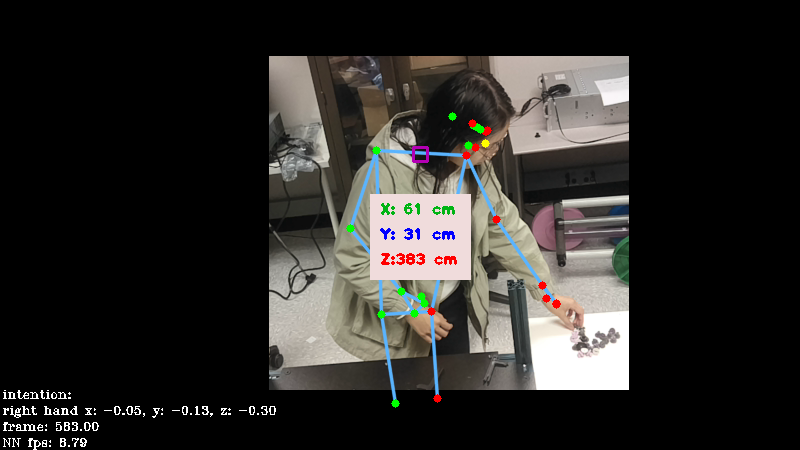 X: 61 cm
Y: 31 cm
Z:383 cm
intention:
right hand x: -0.05, y: -0.13, z: -0.30
frame: 583.00
NN fps: 8.79